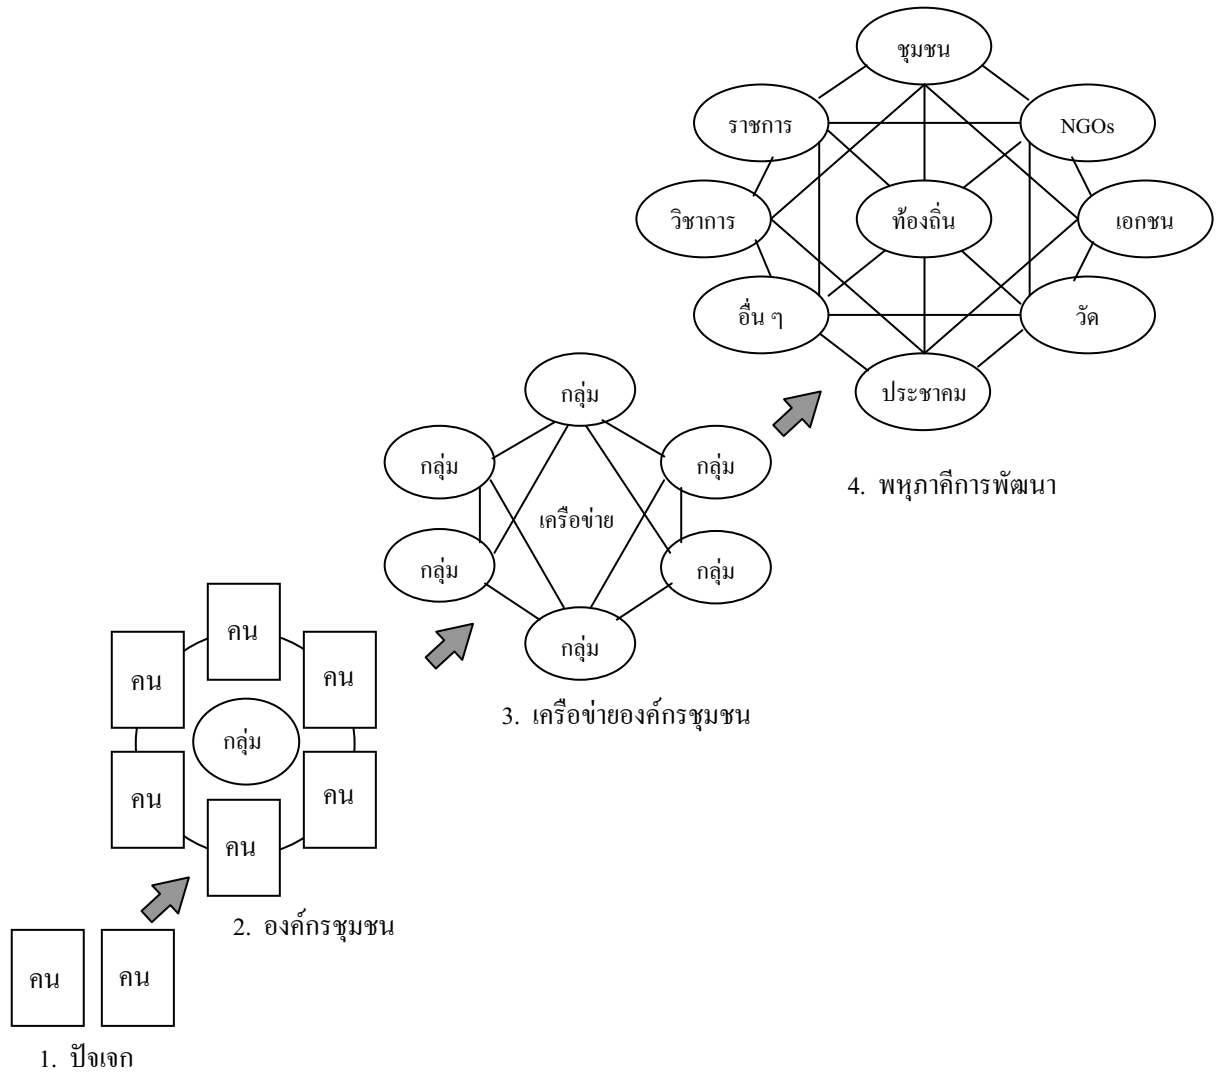 ชุมชน
ราชการ
NGOs
วิชาการ
ท้องถิ่น
เอกชน
อื่น ๆ
วัด
ประชาคม
4. พหุภาคีการพัฒนา
กลุ่ม
กลุ่ม
กลุ่ม
เครือข่าย
กลุ่ม
กลุ่ม
กลุ่ม
3. เครือข่ายองค์กรชุมชน
คน
คน
คน
กลุ่ม
คน
คน
คน
2. องค์กรชุมชน
คน
คน
1. ปัจเจก